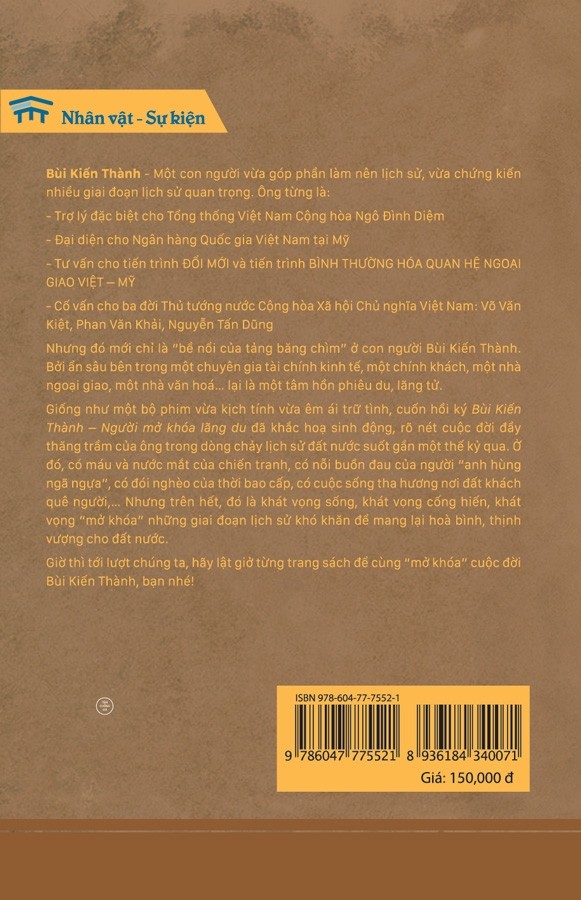 Nhân vật - Sự kiện
Bùi Kiến Thành - Một con người vừa góp phần làm nên lịch sử, vừa chứng kiến
nhiều giai đoạn lịch sử quan trọng. Ông từng là:
- Trợ lý đặc biệt cho Tổng thống Việt Nam Cộng hòa Ngô Đình Diệm
- Đại diện cho Ngân hàng Quốc gia Việt Nam tại Mỹ
- Tư vấn cho tiến trình ĐỔI MỚI và tiến trình BÌNH THƯỜNG HÓA QUAN HỆ NGOẠI
GIAO VIỆT – MỸ
- Cố vấn cho ba đời Thủ tướng nước Cộng hòa Xã hội Chủ nghĩa Việt Nam: Võ Văn
Kiệt, Phan Văn Khải, Nguyễn Tấn Dũng
Nhưng đó mới chỉ là “bề nổi của tảng băng chìm” ở con người Bùi Kiến Thành.
Bởi ẩn sâu bên trong một chuyên gia tài chính kinh tế, một chính khách, một nhà
ngoại giao, một nhà văn hoá... lại là một tâm hồn phiêu du, lãng tử.
Giống như một bộ phim vừa kịch tính vừa êm ái trữ tình, cuốn hồi ký Bùi Kiến
Thành – Người mở khóa lãng du đã khắc hoạ sinh động, rõ nét cuộc đời đầy
thăng trầm của ông trong dòng chảy lịch sử đất nước suốt gần một thế kỷ qua. Ở
đó, có máu và nước mắt của chiến tranh, có nỗi buồn đau của người “anh hùng
ngã ngựa”, có đói nghèo của thời bao cấp, có cuộc sống tha hương nơi đất khách
quê người,... Nhưng trên hết, đó là khát vọng sống, khát vọng cống hiến, khát
vọng “mở khóa” những giai đoạn lịch sử khó khăn để mang lại hoà bình, thịnh
vượng cho đất nước.
Giờ thì tới lượt chúng ta, hãy lật giở từng trang sách để cùng “mở khóa” cuộc đời
Bùi Kiến Thành, bạn nhé!
ISBN 978-604-77-7552-1
9 786047 775521 8 936184 340071
Giá: 150,000 đ